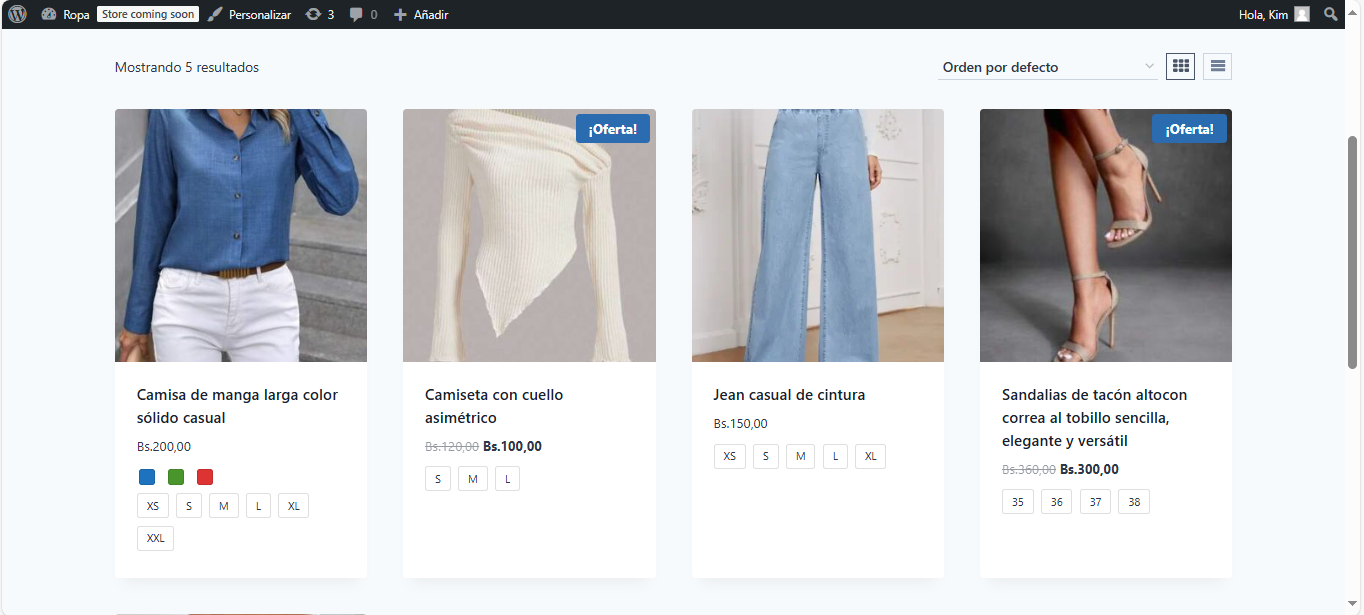 Ropa Store coming soon Personalizar 3 0 Añadir Hola, Kim
Mostrando 5 resultados Orden por defecto
¡Oferta! ¡Oferta!
Camisa de manga larga color
sólido casual
Bs.200,00
XS S M L XL
XXL
Camiseta con cuello
asimétrico
Bs.120,00 Bs.100,00
S M L
Jean casual de cintura
Bs.150,00
XS S M L XL
Sandalias de tacón altocon
correa al tobillo sencilla,
elegante y versátil
Bs.360,00 Bs.300,00
35 36 37 38